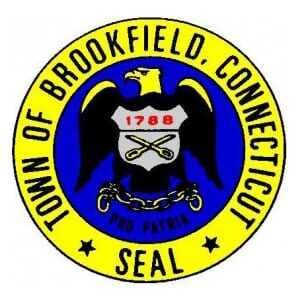 TOWN OF BROOKFIELD, CONNECTICUT
1788
PRO PATRIA
SEAL